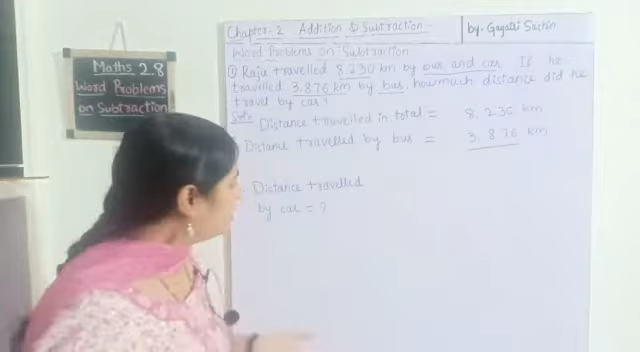 Chapter-2 Addition & Subtraction
by. Gayatri Sachin
Word Problems on Subtraction
① Raju travelled 8.230 km by bus and car. If he
travelled 3.876 km by bus, how much distance did he
travel by car?
Soln. Distance travelled in total = 8.230 km
Distance travelled by bus = 3.876 km
Distance travelled
by car = ?
Maths 2.8
Word Problems
on Subtraction